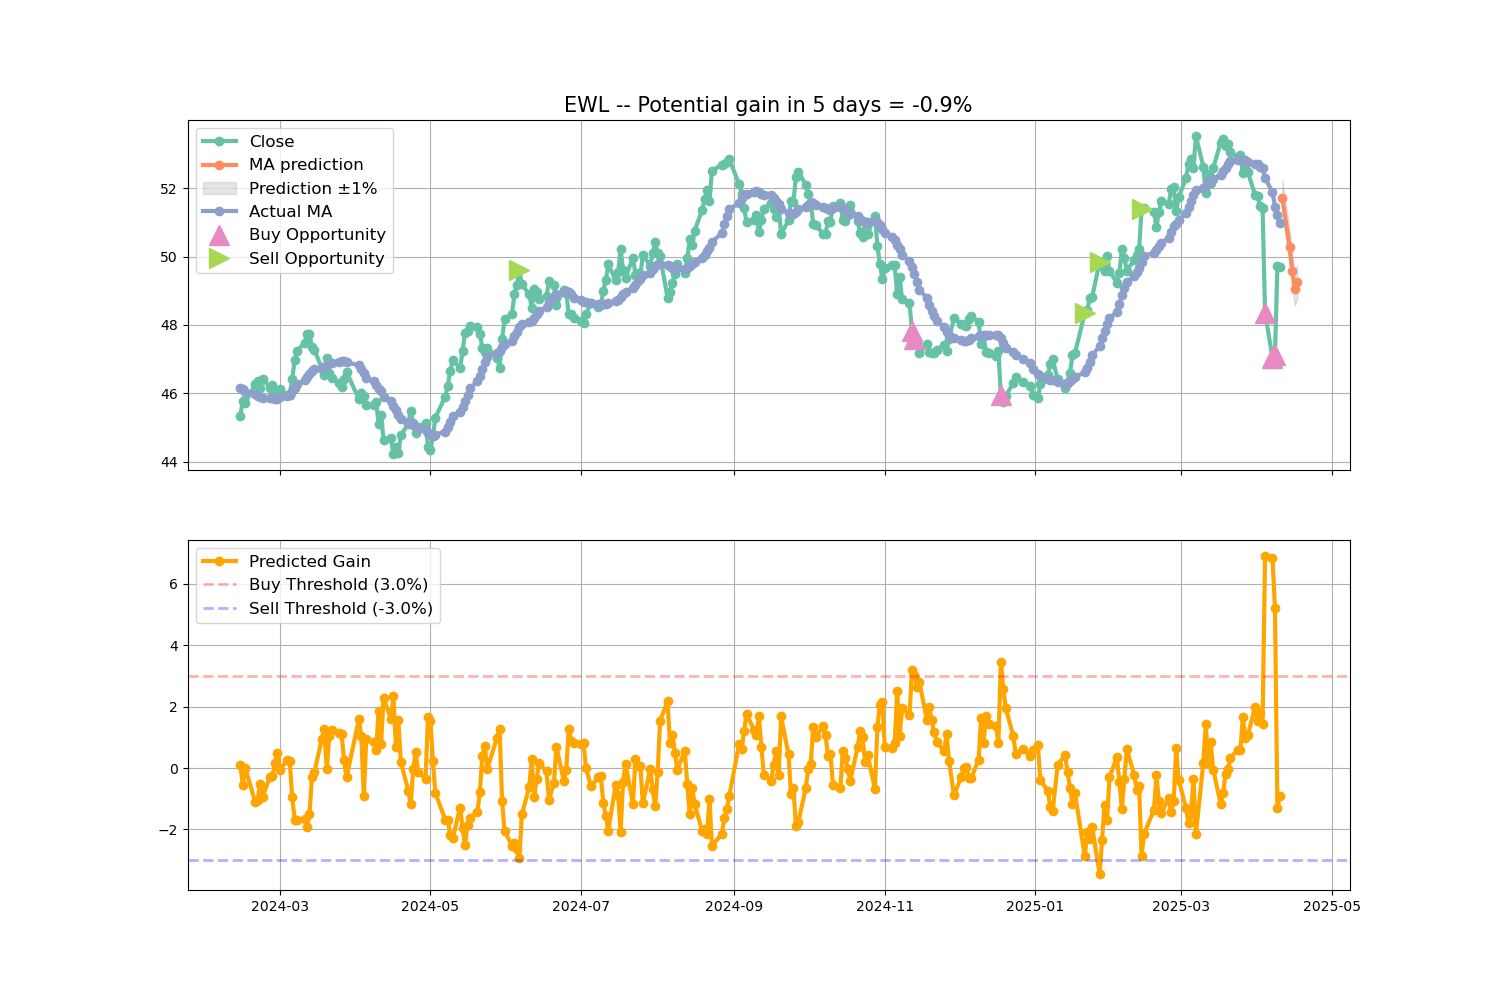 EWL -- Potential gain in 5 days = -0.9%
Close
MA prediction
Prediction ±1%
Actual MA
Buy Opportunity
Sell Opportunity
52
50
48
46
44
Predicted Gain
Buy Threshold (3.0%)
Sell Threshold (-3.0%)
6
4
2
0
−2
2024-03 2024-05 2024-07 2024-09 2024-11 2025-01 2025-03 2025-05